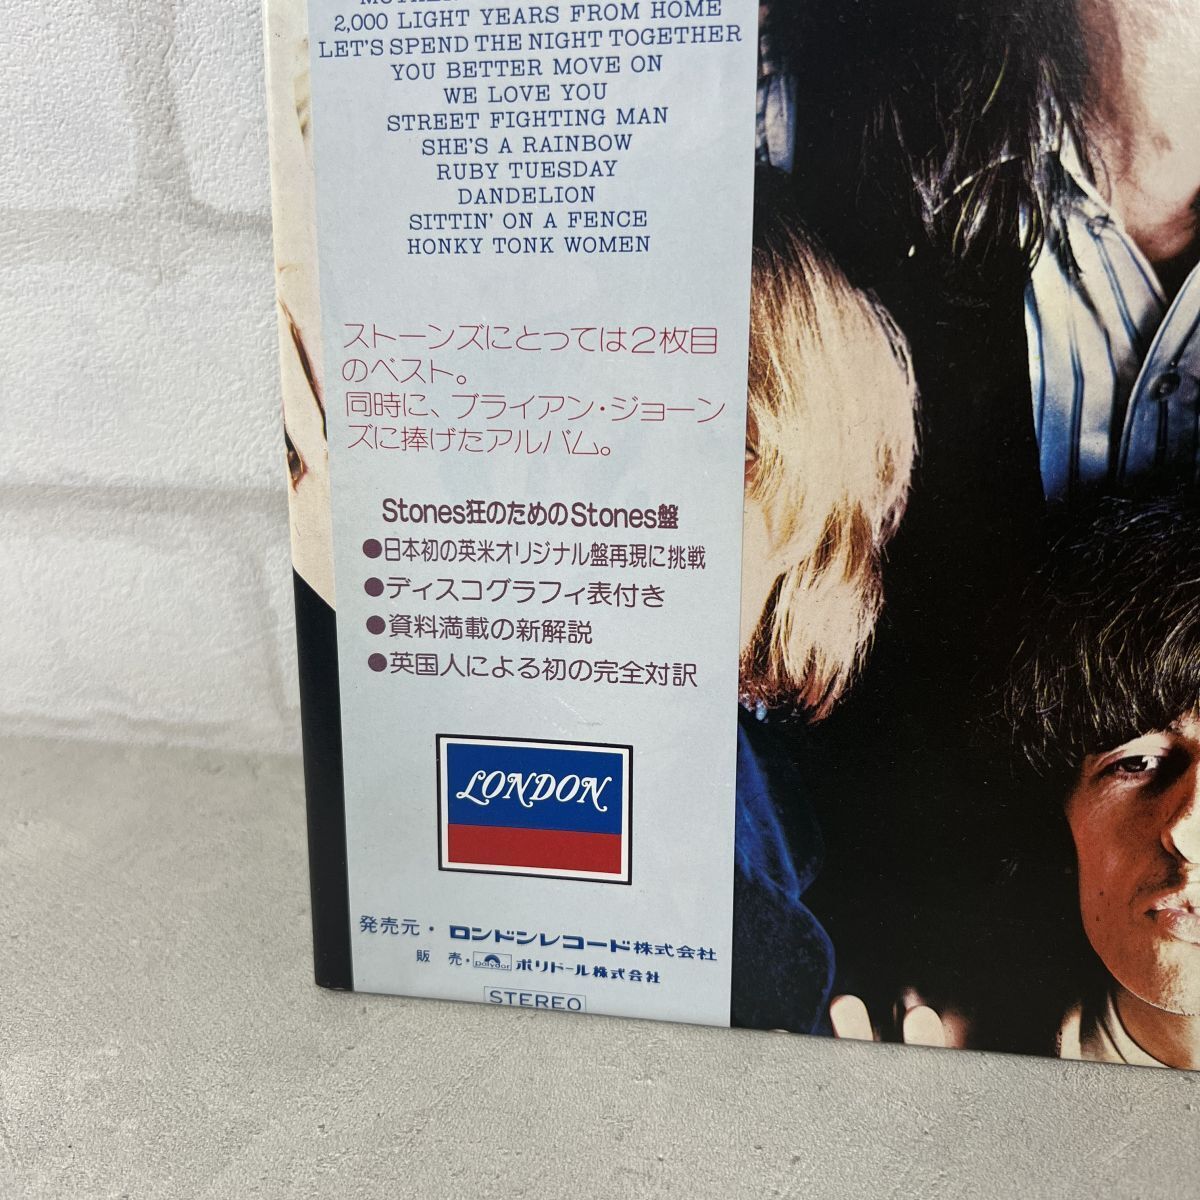 2,000 LIGHT YEARS FROM HOME
LET'S SPEND THE NIGHT TOGETHER
YOU BETTER MOVE ON
WE LOVE YOU
STREET FIGHTING MAN
SHE'S A RAINBOW
RUBY TUESDAY
DANDELION
SITTIN' ON A FENCE
HONKY TONK WOMEN
ストーンズにとっては2枚目
のベスト。
同時に、ブライアン・ジョーン
ズに捧げたアルバム。
Stones狂のためのStones盤
●日本初の英米オリジナル盤再現に挑戦
●ディスコグラフィ表付き
●資料満載の新解説
●英国人による初の完全対訳
LONDON
発売元・ロンドンレコード株式会社
販売・polydor ポリドール株式会社
STEREO